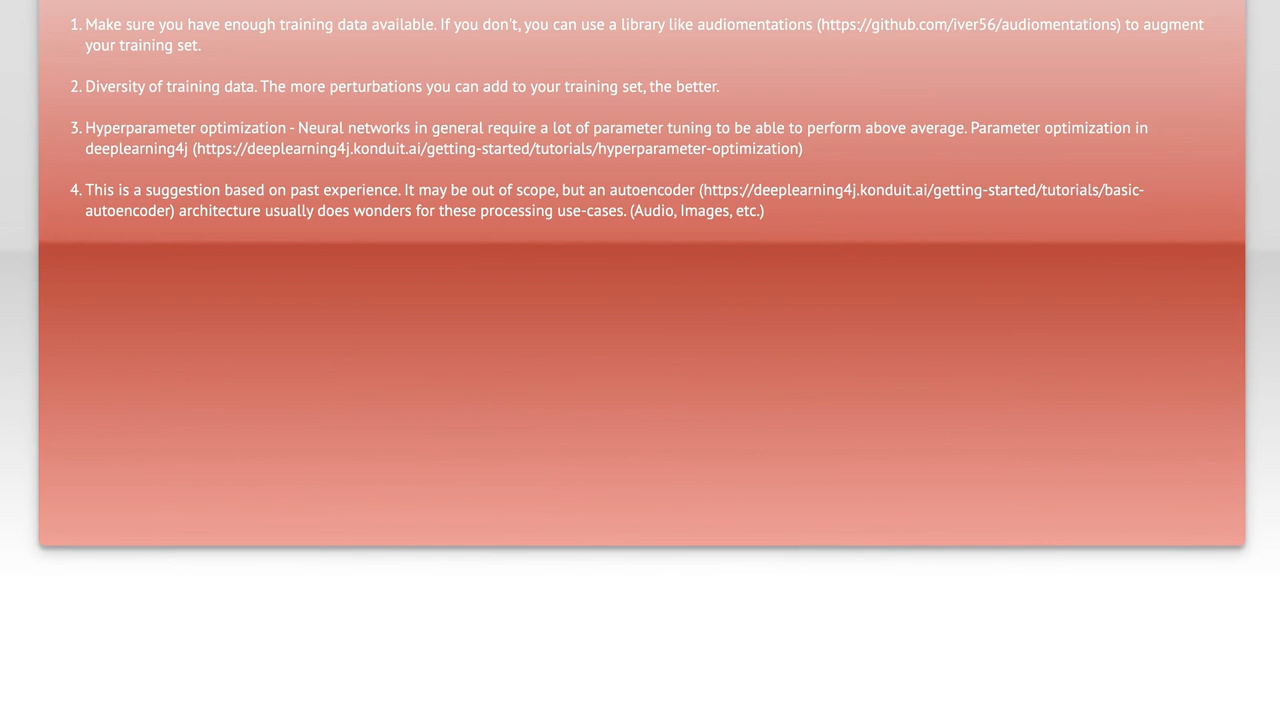 1. Make sure you have enough training data available. If you don't, you can use a library like audiomentations (https://github.com/iver56/audiomentations) to augment
your training set.
2. Diversity of training data. The more perturbations you can add to your training set, the better.
3. Hyperparameter optimization - Neural networks in general require a lot of parameter tuning to be able to perform above average. Parameter optimization in
deeplearning4j (https://deeplearning4j.konduit.ai/getting-started/tutorials/hyperparameter-optimization)
4. This is a suggestion based on past experience. It may be out of scope, but an autoencoder (https://deeplearning4j.konduit.ai/getting-started/tutorials/basic-
autoencoder) architecture usually does wonders for these processing use-cases. (Audio, Images, etc.)